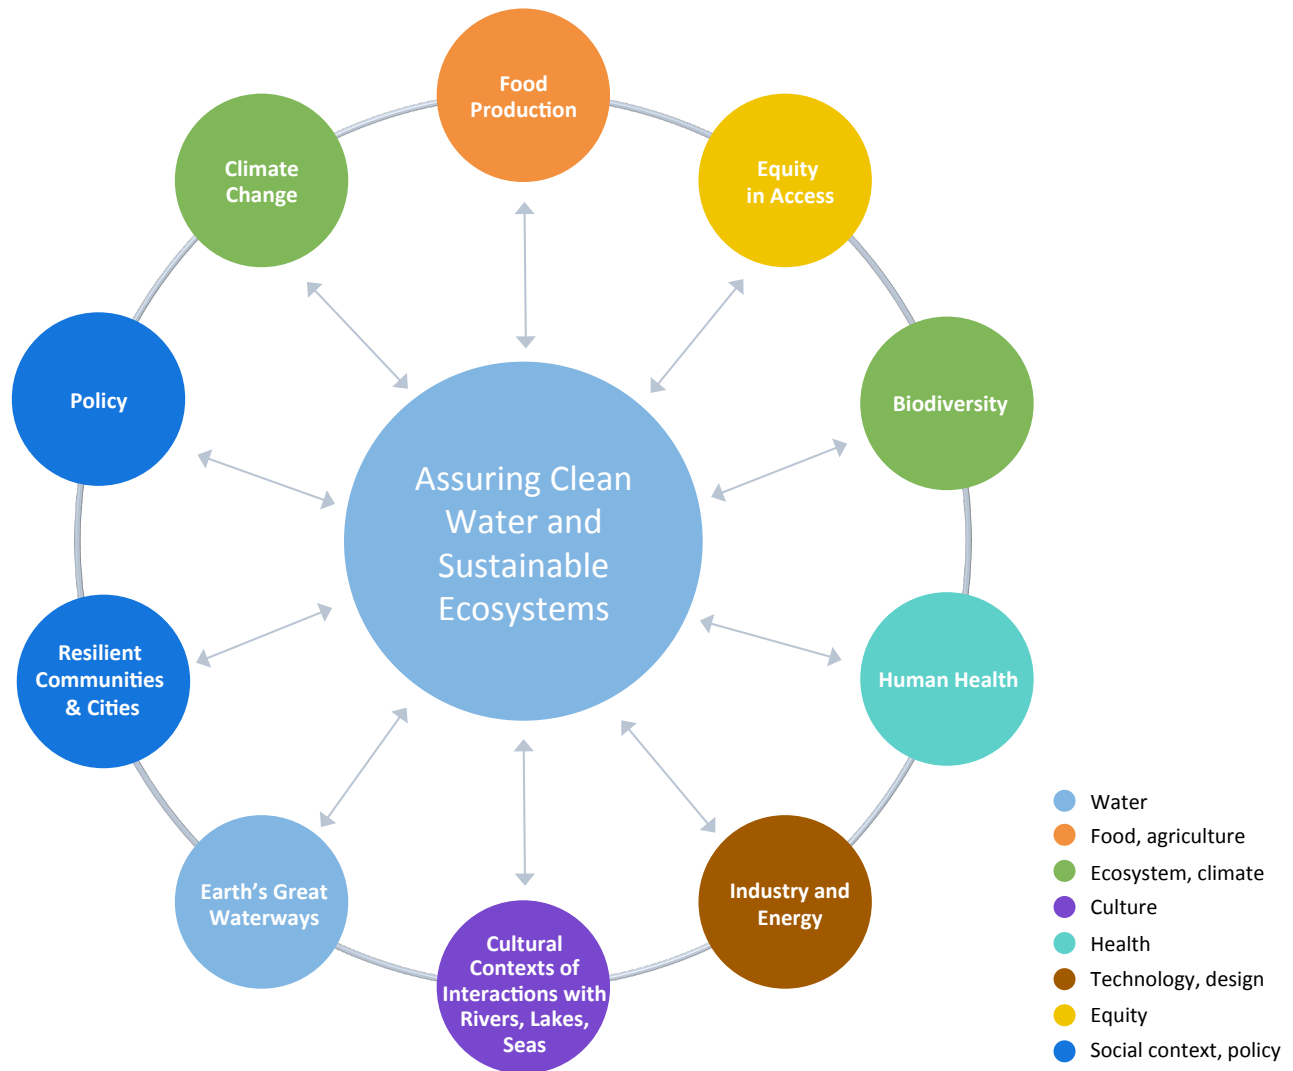 Food
Production
Climate
Change
Equity
in Access
Policy
Biodiversity
Assuring Clean
Water and
Sustainable
Ecosystems
Resilient
Communities
& Cities
Human Health
Earth’s Great
Waterways
Industry and
Energy
Cultural
Contexts of
Interactions with
Rivers, Lakes,
Seas
Water
Food, agriculture
Ecosystem, climate
Culture
Health
Technology, design
Equity
Social context, policy